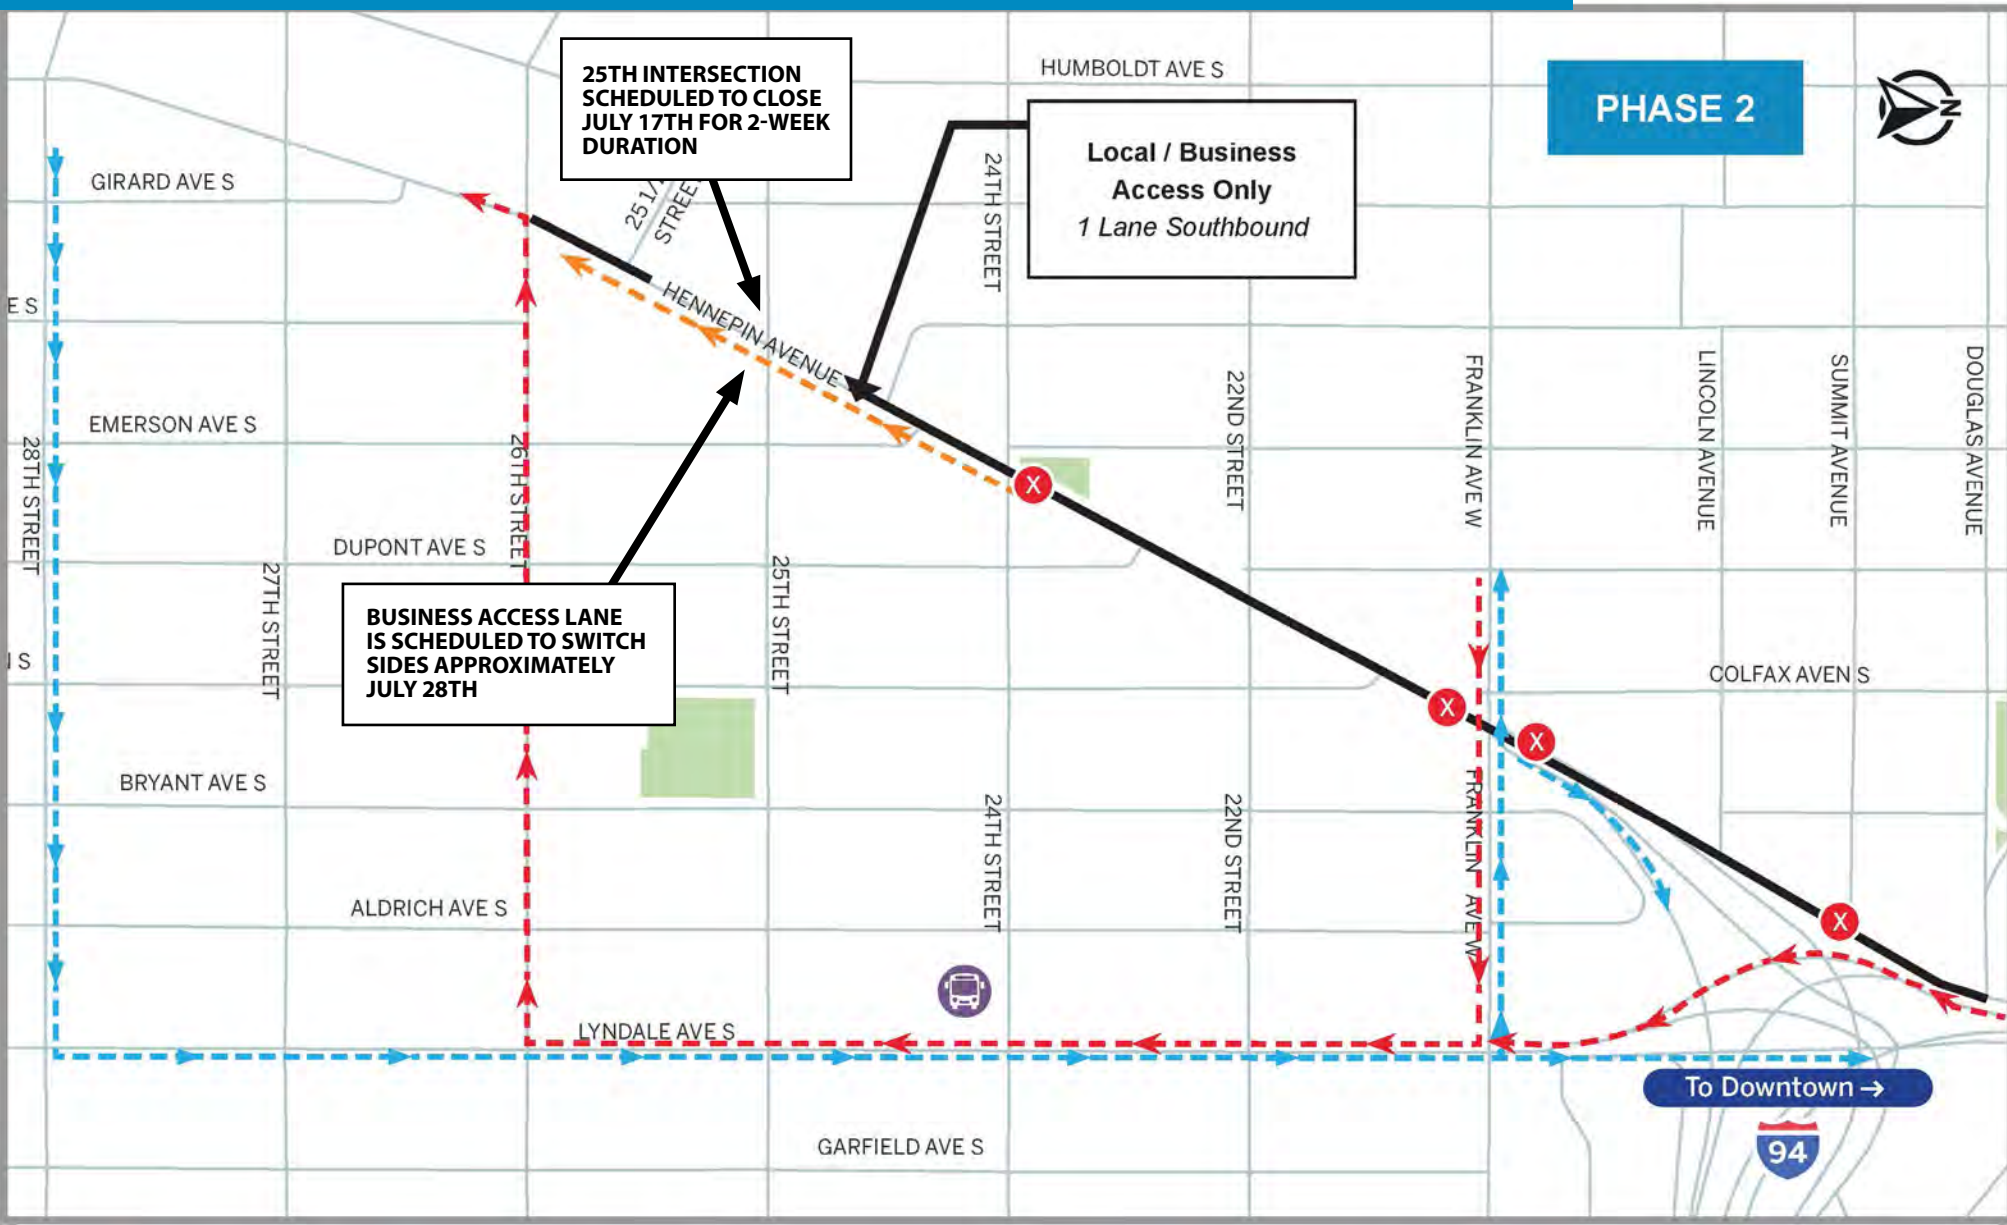 25TH INTERSECTION
SCHEDULED TO CLOSE
JULY 17TH FOR 2-WEEK
DURATION
HUMBOLDT AVE S
PHASE 2
N
Local / Business
Access Only
1 Lane Southbound
GIRARD AVE S
25 1/
STREET
24TH STREET
E S
HENNEPIN AVENUE
EMERSON AVE S
28TH STREET
26TH STREET
22ND STREET
FRANKLIN AVE W
LINCOLN AVENUE
SUMMIT AVENUE
DOUGLAS AVENUE
X
DUPONT AVE S
27TH STREET
25TH STREET
BUSINESS ACCESS LANE
IS SCHEDULED TO SWITCH
SIDES APPROXIMATELY
JULY 28TH
S
COLFAX AVEN S
X
X
BRYANT AVE S
24TH STREET
22ND STREET
FRANKLIN AVE W
ALDRICH AVE S
X
LYNDALE AVE S
To Downtown →
GARFIELD AVE S
94